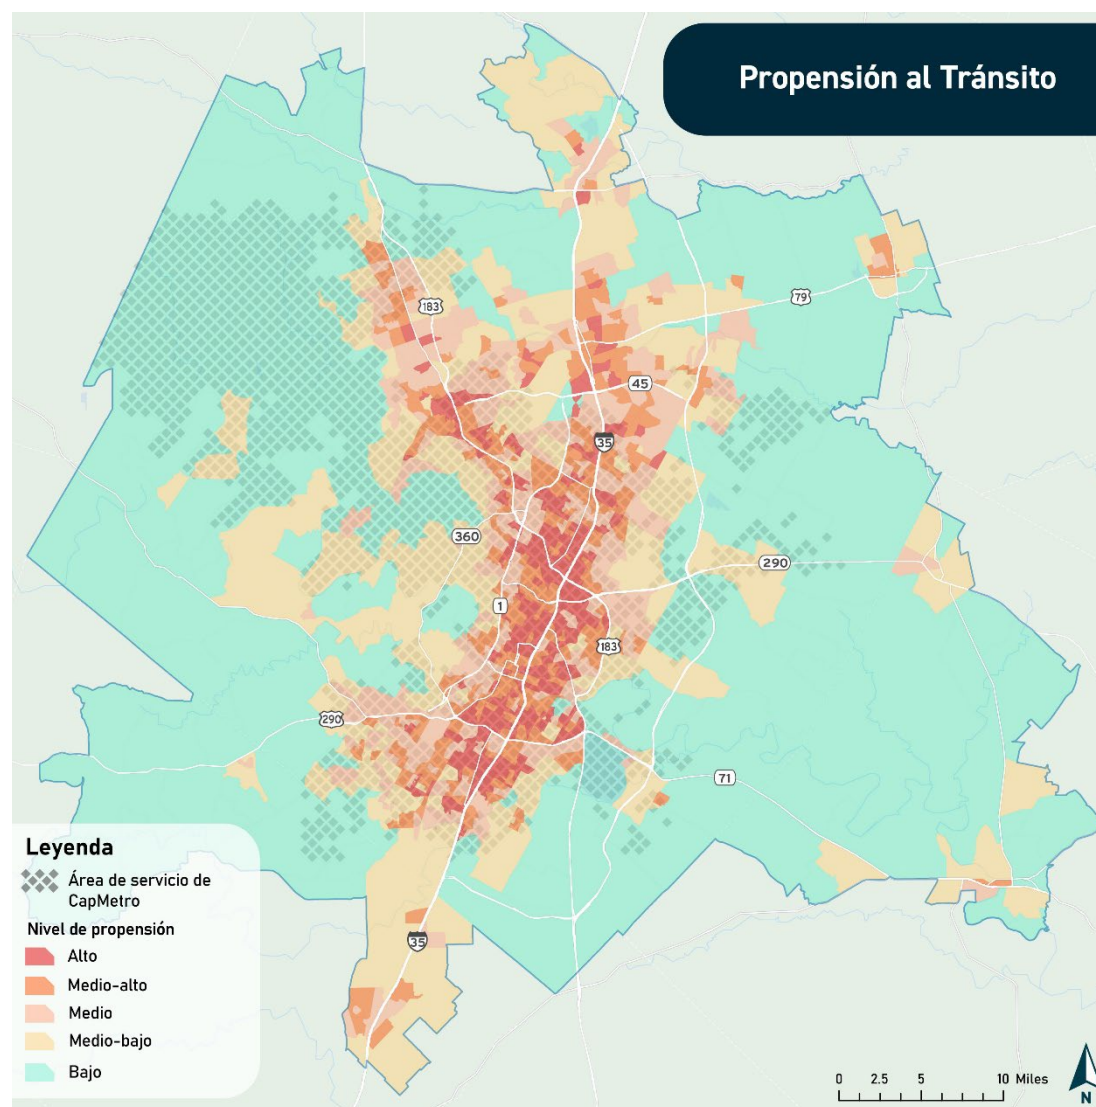 Propensión al Tránsito
183
79
45
35
360
290
1
183
290
71
35
Leyenda
Área de servicio de
CapMetro
Nivel de propensión
Alto
Medio-alto
Medio
Medio-bajo
Bajo
0 2.5 5 10 Miles
N